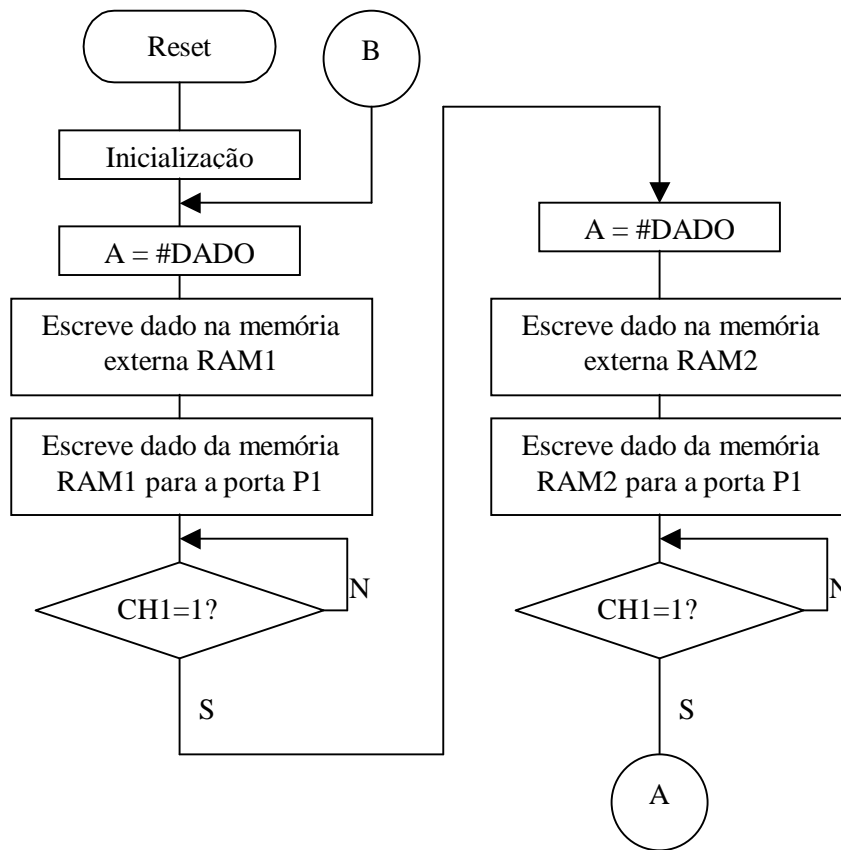 Reset
B
Inicialização
A = #DADO
Escreve dado na memória
externa RAM1
Escreve dado da memória
RAM1 para a porta P1
N
CH1=1?
S
A = #DADO
Escreve dado na memória
externa RAM2
Escreve dado da memória
RAM2 para a porta P1
N
CH1=1?
S
A